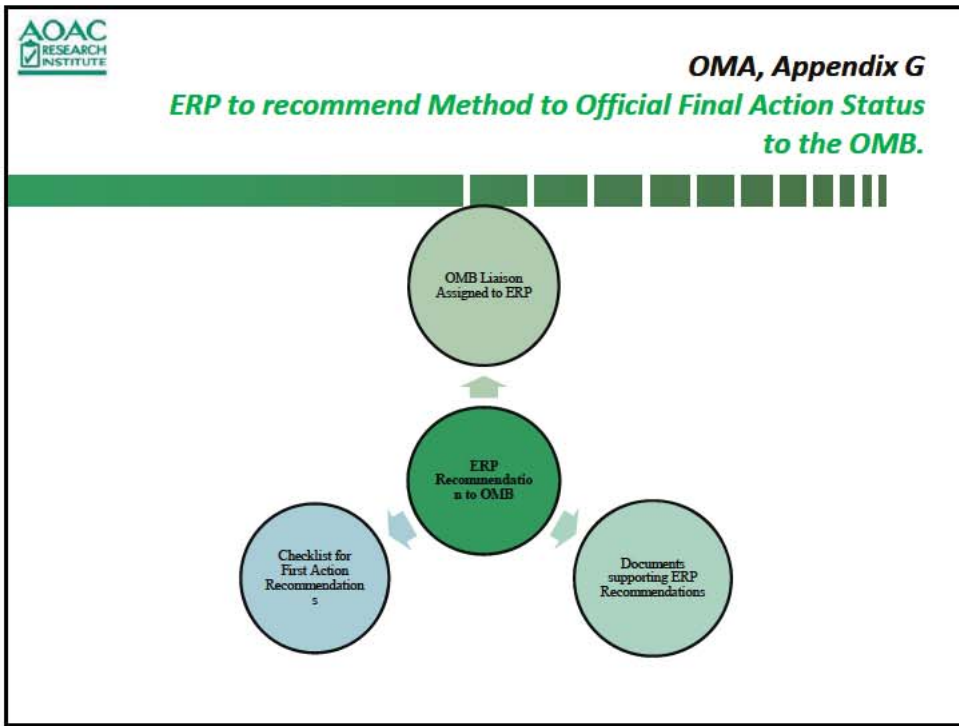 AOAC
RESEARCH
INSTITUTE
OMA, Appendix G
ERP to recommend Method to Official Final Action Status
to the OMB.
OMB Liaison
Assigned to ERP
ERP
Recommendatio
n to OMB
Checklist for
First Action
Recommendation
s
Documents
supporting ERP
Recommendations